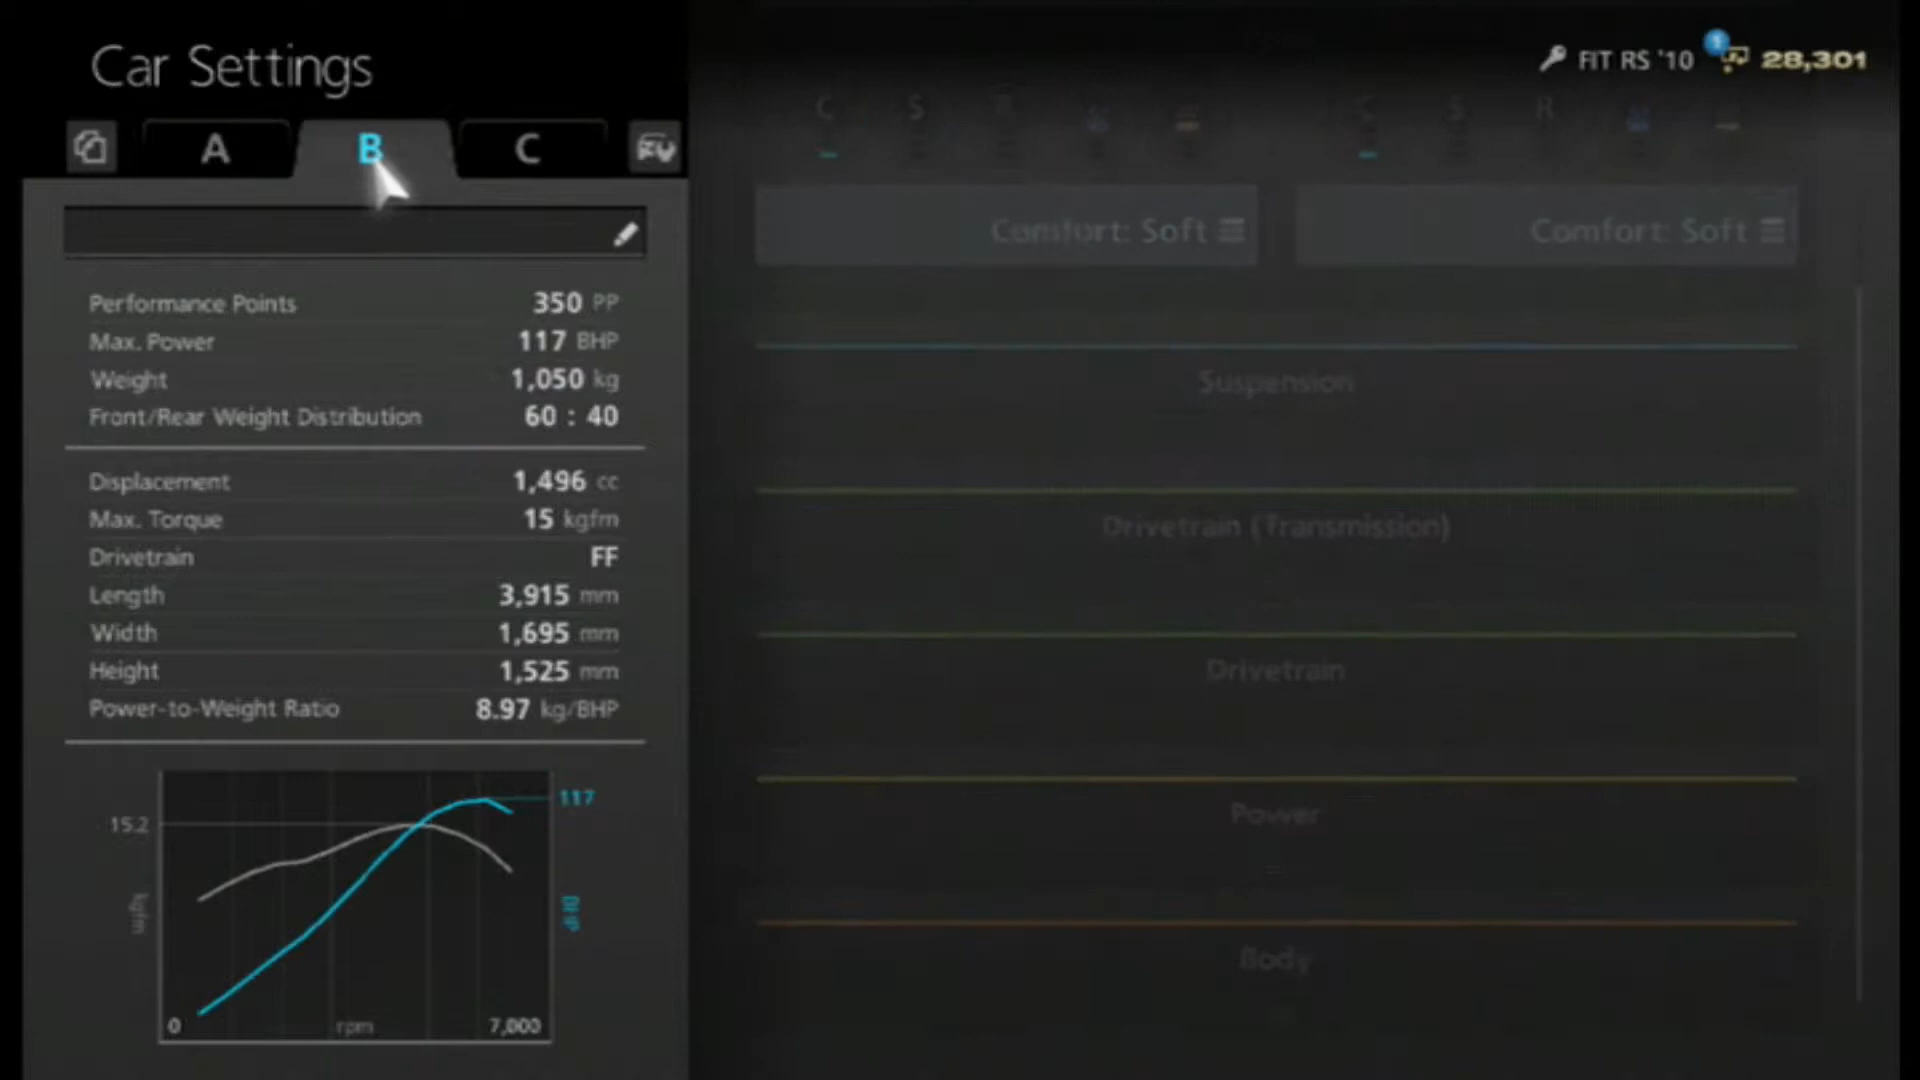 Car Settings
FIT RS '10
28,301
A B C
C S R C S R
Comfort: Soft Comfort: Soft
Performance Points 350 PP
Max. Power 117 BHP
Weight 1,050 kg
Front/Rear Weight Distribution 60 : 40
Displacement 1,496 cc
Max. Torque 15 kgfm
Drivetrain FF
Length 3,915 mm
Width 1,695 mm
Height 1,525 mm
Power-to-Weight Ratio 8.97 kg/BHP
117
15.2
kgfm
BHP
0 rpm 7,000
Suspension
Drivetrain (Transmission)
Drivetrain
Power
Body